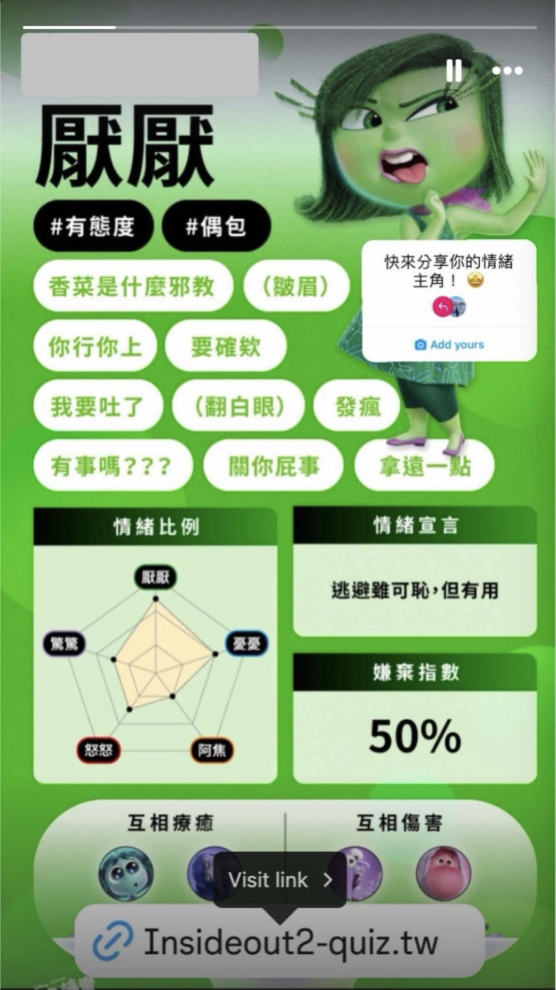 厭厭
#有態度 #偶包
快來分享你的情緒
主角！ 🤩
Add yours
香菜是什麼邪教 （皺眉）
你行你上 要確欸
我要吐了 （翻白眼） 發瘋
有事嗎？？？ 關你屁事 拿遠一點
情緒比例
厭厭
驚驚 憂憂
怒怒 阿焦
情緒宣言
逃避雖可恥，但有用
嫌棄指數
50%
互相療癒 互相傷害
Visit link
Insideout2-quiz.tw